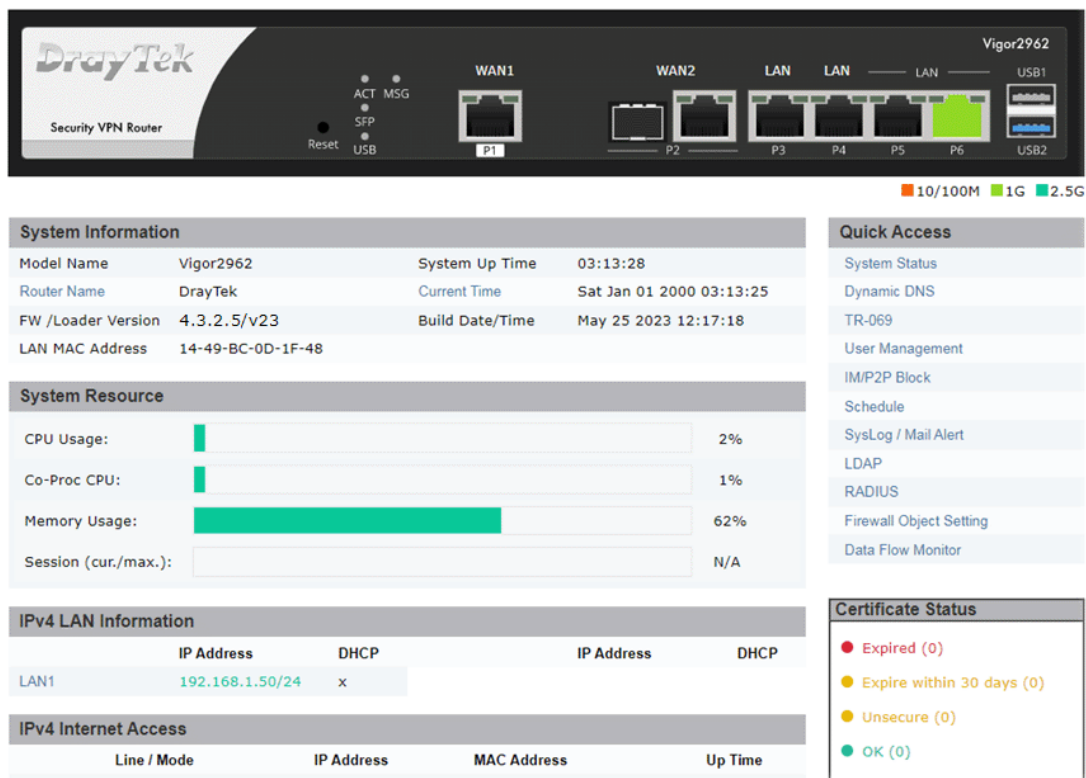 DrayTek
Vigor2962
WAN1 WAN2 LAN LAN LAN USB1
ACT MSG
SFP
Security VPN Router
Reset USB P1 P2 P3 P4 P5 P6 USB2
10/100M 1G 2.5G
System Information
Model Name Vigor2962 System Up Time 03:13:28
Router Name DrayTek Current Time Sat Jan 01 2000 03:13:25
FW /Loader Version 4.3.2.5/v23 Build Date/Time May 25 2023 12:17:18
LAN MAC Address 14-49-BC-0D-1F-48
System Resource
CPU Usage: 2%
Co-Proc CPU: 1%
Memory Usage: 62%
Session (cur./max.): N/A
IPv4 LAN Information
IP Address DHCP IP Address DHCP
LAN1 192.168.1.50/24 x
IPv4 Internet Access
Line / Mode IP Address MAC Address Up Time
Quick Access
System Status
Dynamic DNS
TR-069
User Management
IM/P2P Block
Schedule
SysLog / Mail Alert
LDAP
RADIUS
Firewall Object Setting
Data Flow Monitor
Certificate Status
Expired (0)
Expire within 30 days (0)
Unsecure (0)
OK (0)